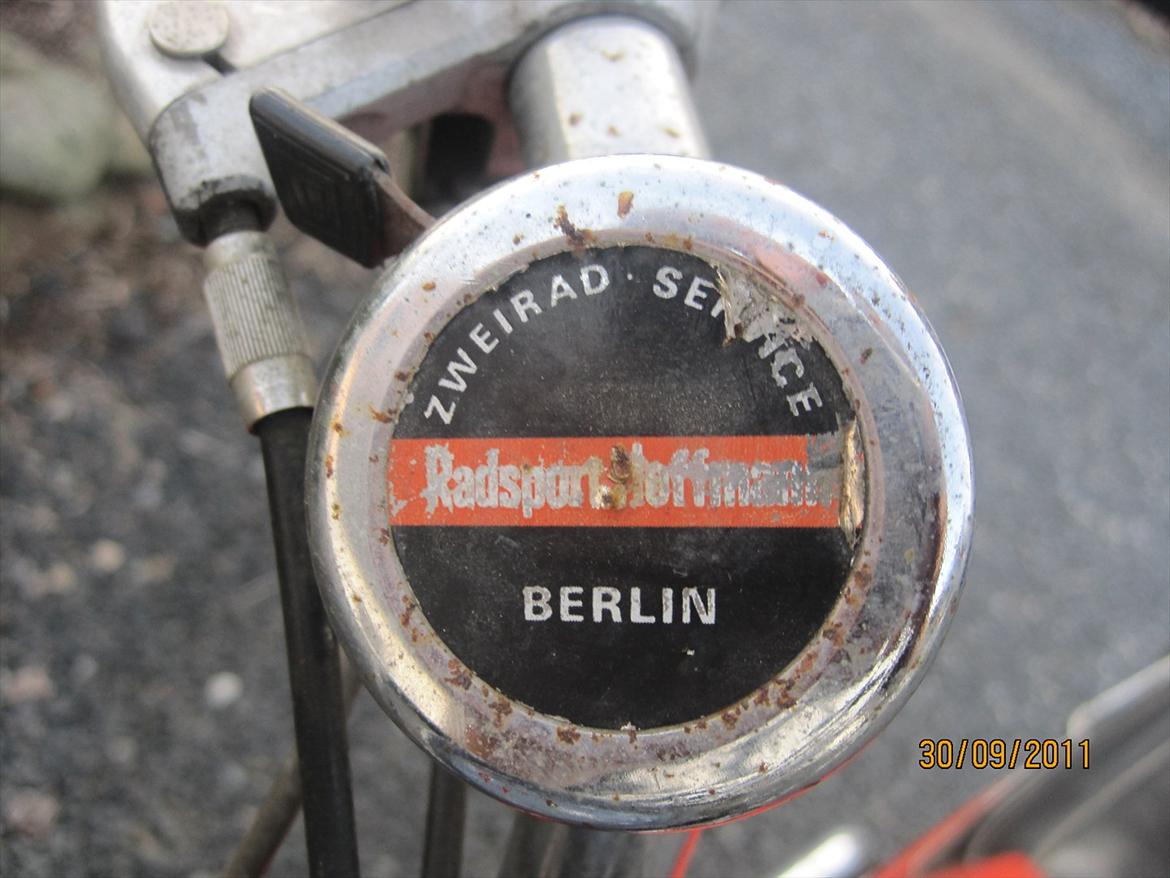 ZWEIRAD · SERVICE
Radsport Hoffmann
BERLIN
30/09/2011